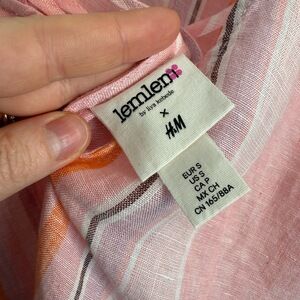 lemlem
by liya kebede
×
H&M
EUR S
US S
CA P
MX CH
CN 165/88A